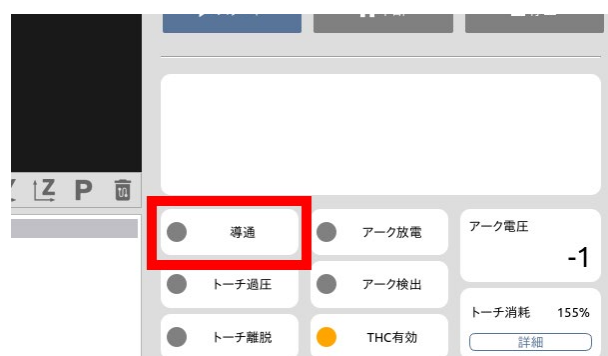 Z P
導通
アーク放電
アーク電圧
-1
トーチ過圧
アーク検出
トーチ消耗 155%
詳細
トーチ離脱
THC有効